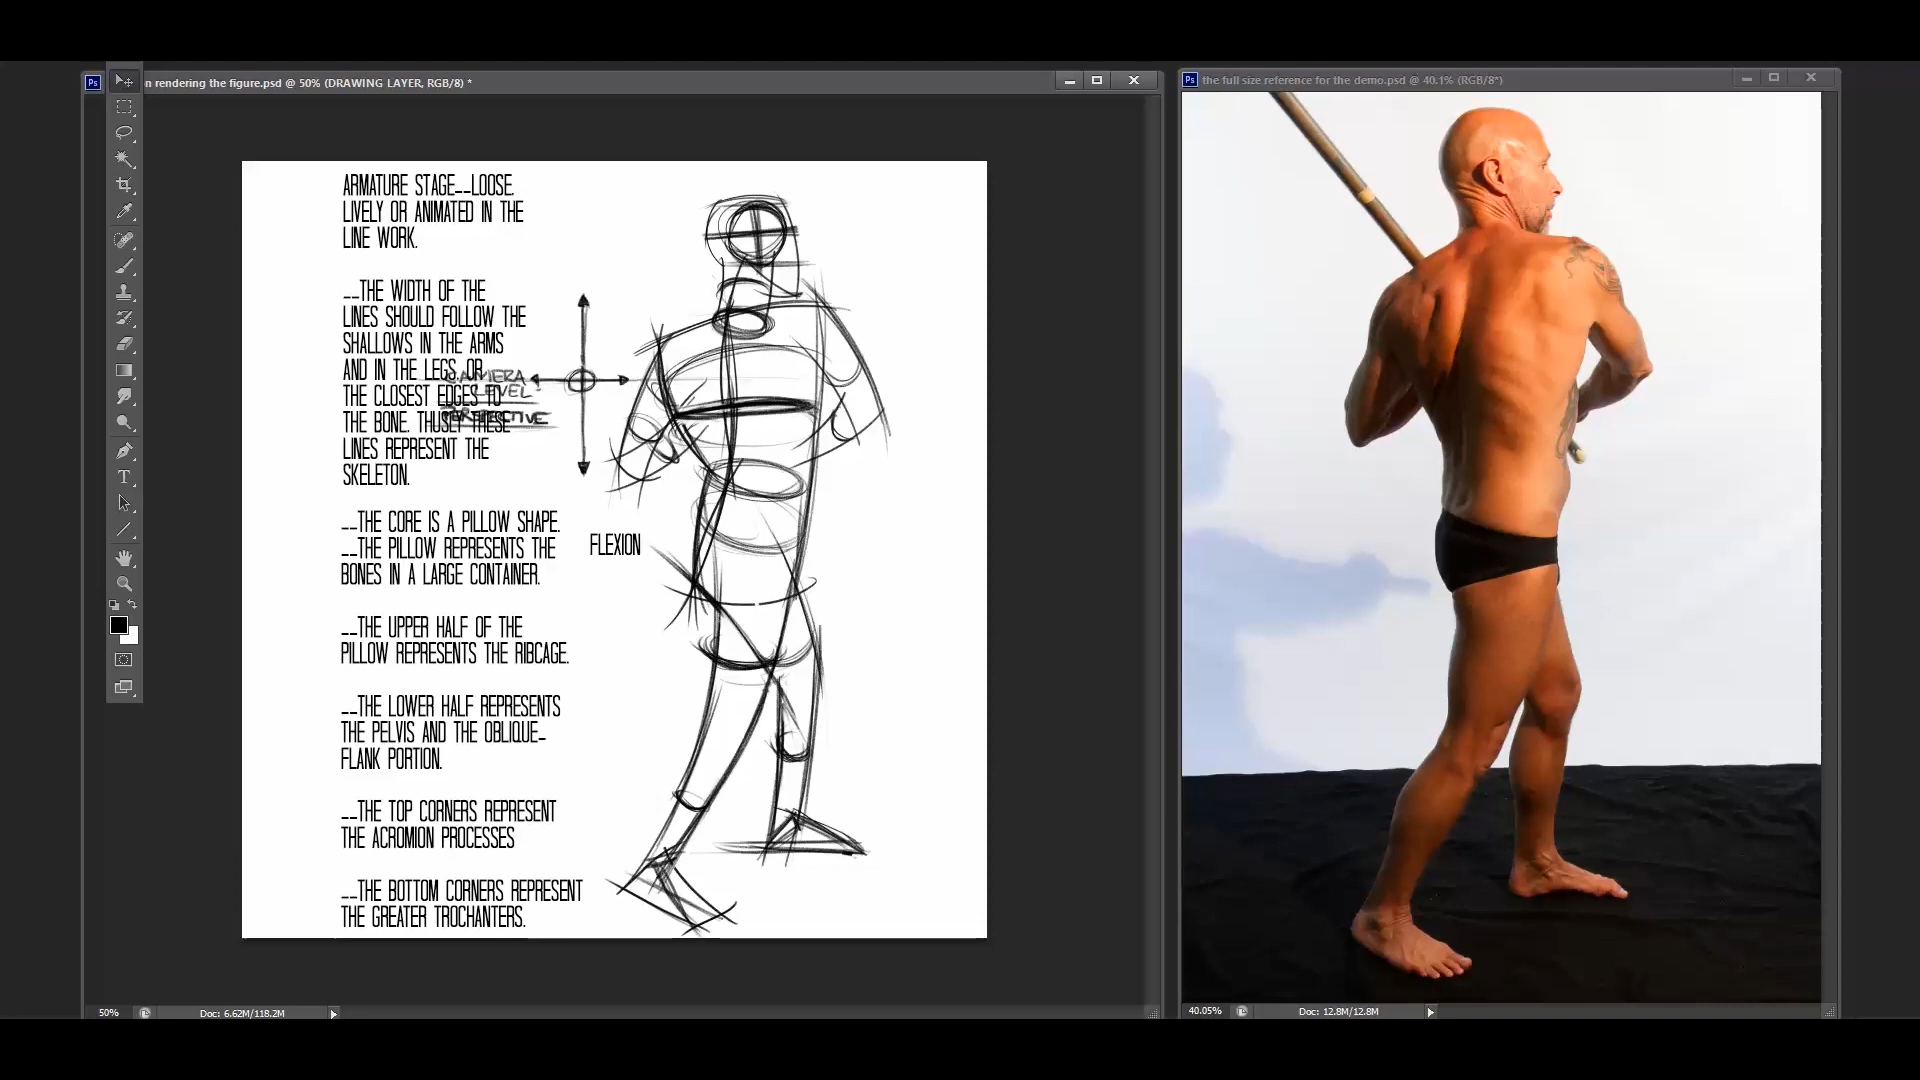 Ps
n rendering the figure.psd @ 50% (DRAWING LAYER, RGB/8) *
Ps
the full size reference for the demo.psd @ 40.1% (RGB/8*)
ARMATURE STAGE--LOOSE.
LIVELY OR ANIMATED IN THE
LINE WORK.
--THE WIDTH OF THE
LINES SHOULD FOLLOW THE
SHALLOWS IN THE ARMS
AND IN THE LEGS. OR
THE CLOSEST EDGES TO
THE BONE. THUSLY THESE
LINES REPRESENT THE
SKELETON.
CAMERA
LEVEL
PERSPECTIVE
--THE CORE IS A PILLOW SHAPE.
--THE PILLOW REPRESENTS THE
BONES IN A LARGE CONTAINER.
FLEXION
--THE UPPER HALF OF THE
PILLOW REPRESENTS THE RIBCAGE.
--THE LOWER HALF REPRESENTS
THE PELVIS AND THE OBLIQUE-
FLANK PORTION.
--THE TOP CORNERS REPRESENT
THE ACROMION PROCESSES
--THE BOTTOM CORNERS REPRESENT
THE GREATER TROCHANTERS.
50%
Doc: 6.62M/118.2M
40.05%
Doc: 12.8M/12.8M